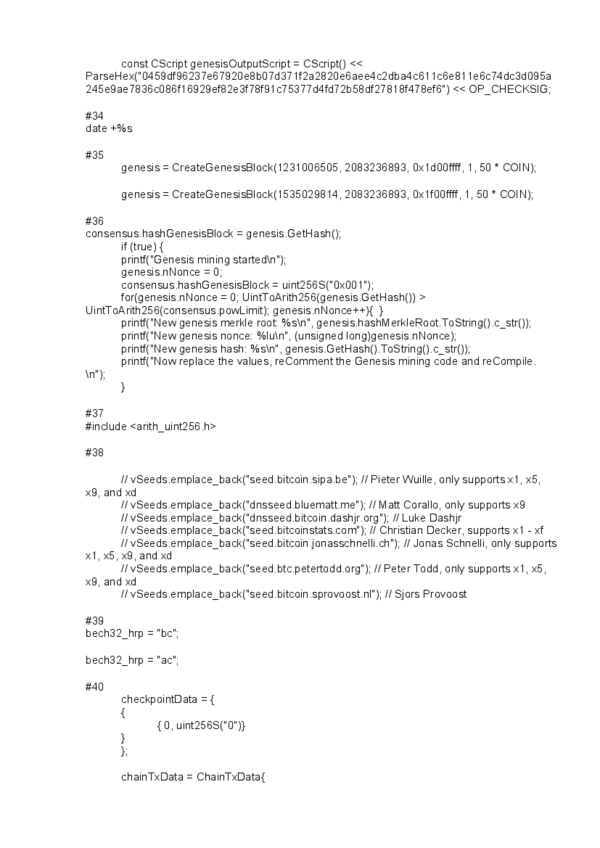 const CScript genesisOutputScript = CScript() <<
ParseHex("0459df96237e67920e8b07d371f2a2820e6aee4c2dba4c611c6e811e6c74dc3d095a
245e9ae7836c086f16929ef82e3f78f91c75377d4fd72b58df27818f478ef6") << OP_CHECKSIG;
#34
date +%s
#35
genesis = CreateGenesisBlock(1231006505, 2083236893, 0x1d00ffff, 1, 50 * COIN);
genesis = CreateGenesisBlock(1535029814, 2083236893, 0x1f00ffff, 1, 50 * COIN);
#36
consensus.hashGenesisBlock = genesis.GetHash();
if (true) {
printf("Genesis mining started\n");
genesis.nNonce = 0;
consensus.hashGenesisBlock = uint256S("0x001");
for(genesis.nNonce = 0; UintToArith256(genesis.GetHash()) >
UintToArith256(consensus.powLimit); genesis.nNonce++){ }
printf("New genesis merkle root: %s\n", genesis.hashMerkleRoot.ToString().c_str());
printf("New genesis nonce: %lu\n", (unsigned long)genesis.nNonce);
printf("New genesis hash: %s\n", genesis.GetHash().ToString().c_str());
printf("Now replace the values, reComment the Genesis mining code and reCompile.
\n");
}
#37
#include <arith_uint256.h>
#38
// vSeeds.emplace_back("seed.bitcoin.sipa.be"); // Pieter Wuille, only supports x1, x5,
x9, and xd
// vSeeds.emplace_back("dnsseed.bluematt.me"); // Matt Corallo, only supports x9
// vSeeds.emplace_back("dnsseed.bitcoin.dashjr.org"); // Luke Dashjr
// vSeeds.emplace_back("seed.bitcoinstats.com"); // Christian Decker, supports x1 - xf
// vSeeds.emplace_back("seed.bitcoin.jonasschnelli.ch"); // Jonas Schnelli, only supports
x1, x5, x9, and xd
// vSeeds.emplace_back("seed.btc.petertodd.org"); // Peter Todd, only supports x1, x5,
x9, and xd
// vSeeds.emplace_back("seed.bitcoin.sprovoost.nl"); // Sjors Provoost
#39
bech32_hrp = "bc";
bech32_hrp = "ac";
#40
checkpointData = {
{
{ 0, uint256S("0")}
}
};
chainTxData = ChainTxData{